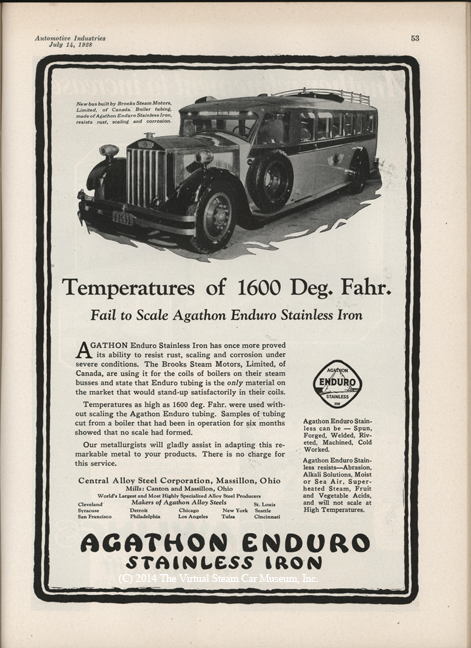 Automotive Industries
July 14, 1928
53
New bus built by Brooks Steam Motors,
Limited, of Canada. Boiler tubing,
made of Agathon Enduro Stainless Iron,
resists rust, scaling and corrosion.
Temperatures of 1600 Deg. Fahr.
Fail to Scale Agathon Enduro Stainless Iron
AGATHON Enduro Stainless Iron has once more proved
its ability to resist rust, scaling and corrosion under
severe conditions. The Brooks Steam Motors, Limited, of
Canada, are using it for the coils of boilers on their steam
busses and state that Enduro tubing is the only material on
the market that would stand-up satisfactorily in their coils.
Temperatures as high as 1600 deg. Fahr. were used with-
out scaling the Agathon Enduro tubing. Samples of tubing
cut from a boiler that had been in operation for six months
showed that no scale had formed.
Our metallurgists will gladly assist in adapting this re-
markable metal to your products. There is no charge for
this service.
AGATHON
ENDURO
STAINLESS
Agathon Enduro Stain-
less can be — Spun,
Forged, Welded, Riv-
eted, Machined, Cold
Worked.
Agathon Enduro Stain-
less resists—Abrasion,
Alkali Solutions, Moist
or Sea Air, Super-
heated Steam, Fruit
and Vegetable Acids,
and will not scale at
High Temperatures.
Central Alloy Steel Corporation, Massillon, Ohio
Mills: Canton and Massillon, Ohio
World's Largest and Most Highly Specialized Alloy Steel Producers
Makers of Agathon Alloy Steels
Cleveland St. Louis
Syracuse Detroit Chicago New York Seattle
San Francisco Philadelphia Los Angeles Tulsa Cincinnati
AGATHON ENDURO
STAINLESS IRON
(C) 2014 The Virtual Steam Car Museum, Inc.